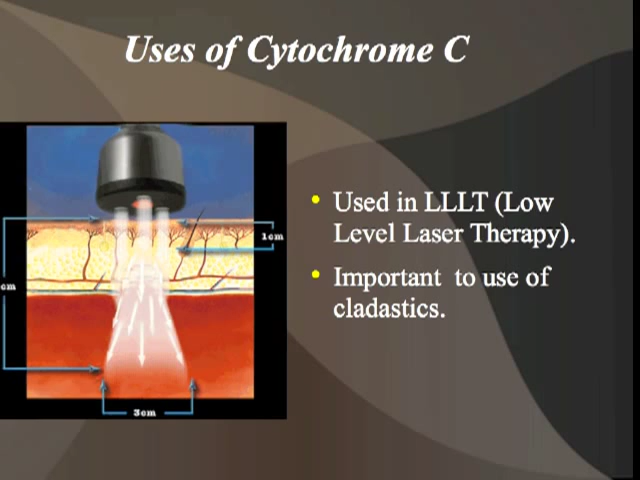 Uses of Cytochrome C
Used in LLLT (Low
Level Laser Therapy).
Important to use of
cladastics.
1cm
cm
3cm